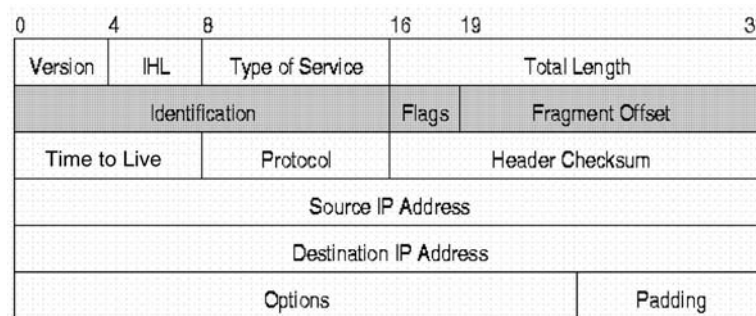 0 4 8 16 19 3
Version IHL Type of Service Total Length
Identification Flags Fragment Offset
Time to Live Protocol Header Checksum
Source IP Address
Destination IP Address
Options Padding